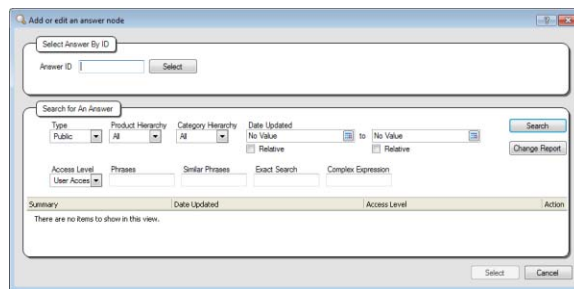 Add or edit an answer node
Select Answer By ID
Answer ID Select
Search for An Answer
Type Product Hierarchy Category Hierarchy Date Updated
Public All All No Value to No Value Search
Relative Relative Change Report
Access Level Phrases Similar Phrases Exact Search Complex Expression
User Acces
Summary Date Updated Access Level Action
There are no items to show in this view.
Select Cancel